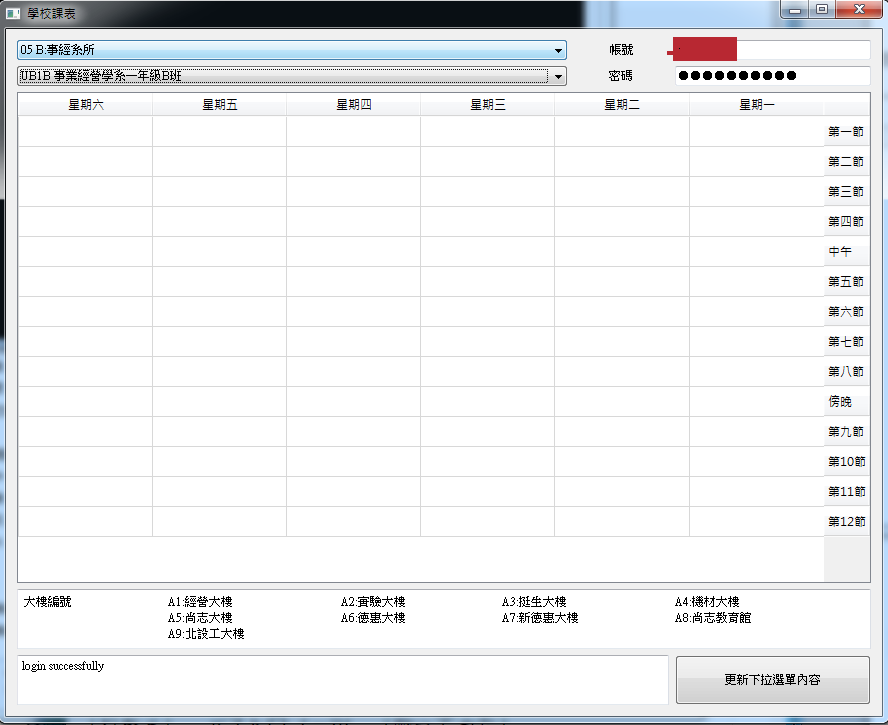 學校課表
05 B:事經系所
帳號
UB1B 事業經營學系一年級B班
密碼
星期六 星期五 星期四 星期三 星期二 星期一
第一節
第二節
第三節
第四節
中午
第五節
第六節
第七節
第八節
傍晚
第九節
第10節
第11節
第12節
大樓編號 A1:經營大樓 A2:實驗大樓 A3:挺生大樓 A4:機材大樓
A5:尚志大樓 A6:德惠大樓 A7:新德惠大樓 A8:尚志教育館
A9:北設工大樓
login successfully
更新下拉選單內容